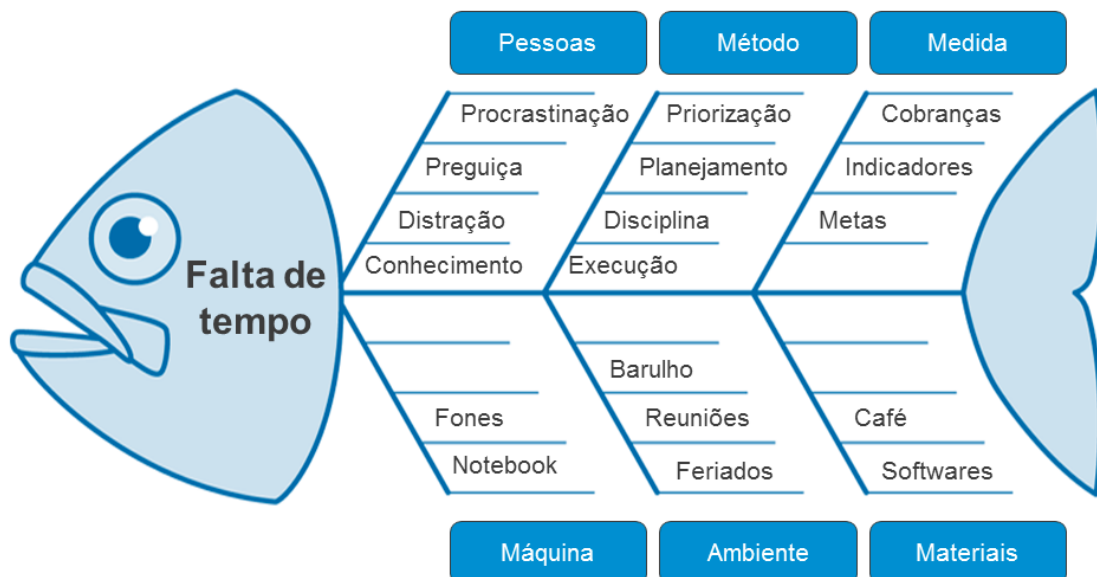 Pessoas
Método
Medida
Procrastinação
Priorização
Cobranças
Preguiça
Planejamento
Indicadores
Distração
Disciplina
Metas
Conhecimento
Execução
Falta de
tempo
Barulho
Fones
Reuniões
Café
Notebook
Feriados
Softwares
Máquina
Ambiente
Materiais